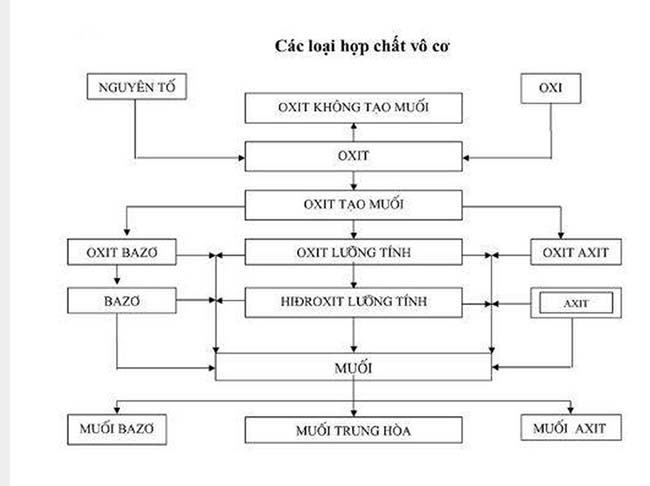 Các loại hợp chất vô cơ
NGUYÊN TỐ
OXI
OXIT KHÔNG TẠO MUỐI
OXIT
OXIT TẠO MUỐI
OXIT BAZƠ
OXIT LƯỠNG TÍNH
OXIT AXIT
BAZƠ
HIĐROXIT LƯỠNG TÍNH
AXIT
MUỐI
MUỐI BAZƠ
MUỐI TRUNG HÒA
MUỐI AXIT